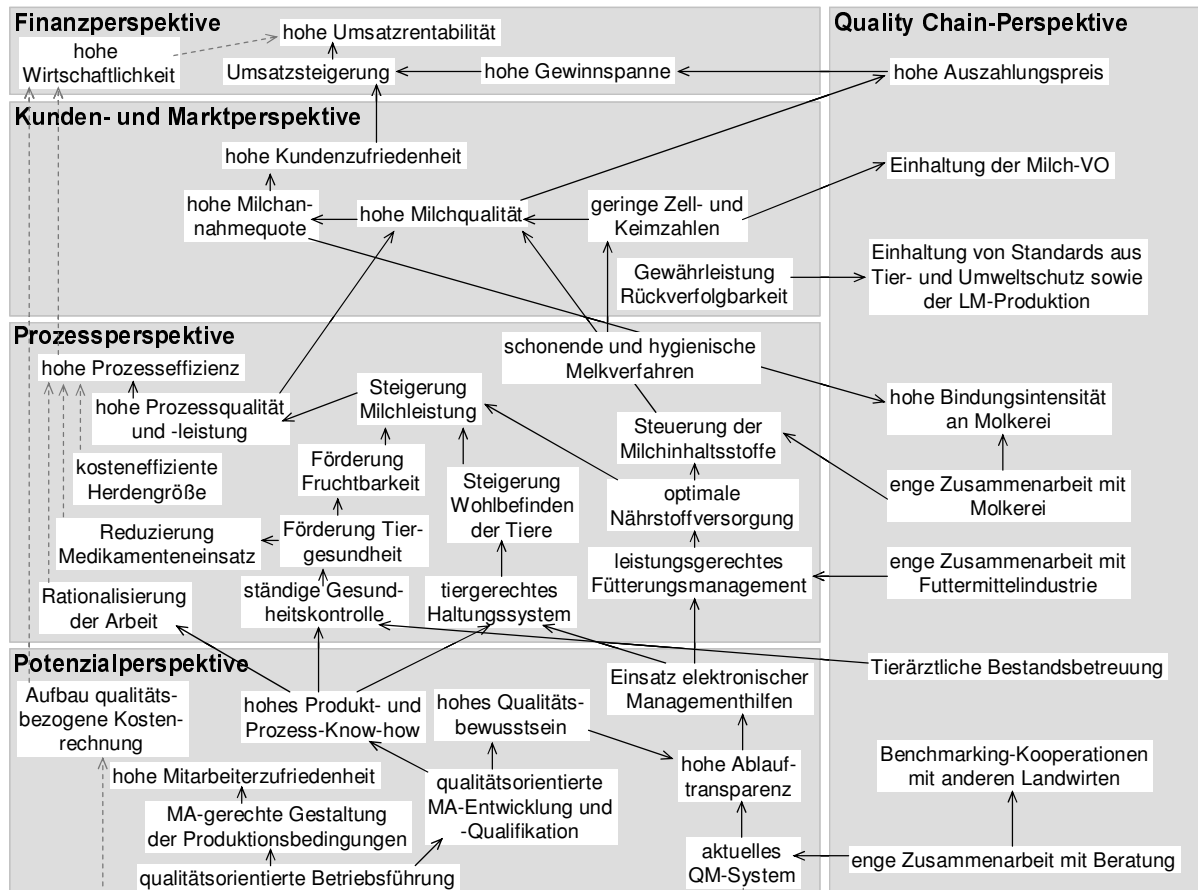 Finanzperspektive
hohe Umsatzrentabilität
hohe
Wirtschaftlichkeit
Umsatzsteigerung
hohe Gewinnspanne
Kunden- und Marktperspektive
hohe Kundenzufriedenheit
hohe Milchan-
nahmequote
hohe Milchqualität
geringe Zell- und
Keimzahlen
Gewährleistung
Rückverfolgbarkeit
Prozessperspektive
schonende und hygienische
Melkverfahren
hohe Prozesseffizienz
hohe Prozessqualität
und -leistung
Steigerung
Milchleistung
Steuerung der
Milchinhaltsstoffe
kosteneffiziente
Herdengröße
Förderung
Fruchtbarkeit
Steigerung
Wohlbefinden
der Tiere
optimale
Nährstoffversorgung
Reduzierung
Medikamenteneinsatz
Förderung Tier-
gesundheit
leistungsgerechtes
Fütterungsmanagement
Rationalisierung
der Arbeit
ständige Gesund-
heitskontrolle
tiergerechtes
Haltungssystem
Potenzialperspektive
Aufbau qualitäts-
bezogene Kosten-
rechnung
hohes Produkt- und
Prozess-Know-how
hohes Qualitäts-
bewusstsein
Einsatz elektronischer
Managementhilfen
hohe Mitarbeiterzufriedenheit
qualitätsorientierte
MA-Entwicklung und
-Qualifikation
hohe Ablauf-
transparenz
MA-gerechte Gestaltung
der Produktionsbedingungen
qualitätsorientierte Betriebsführung
aktuelles
QM-System
Quality Chain-Perspektive
hohe Auszahlungspreis
Einhaltung der Milch-VO
Einhaltung von Standards aus
Tier- und Umweltschutz sowie
der LM-Produktion
hohe Bindungsintensität
an Molkerei
enge Zusammenarbeit mit
Molkerei
enge Zusammenarbeit mit
Futtermittelindustrie
Tierärztliche Bestandsbetreuung
Benchmarking-Kooperationen
mit anderen Landwirten
enge Zusammenarbeit mit Beratung